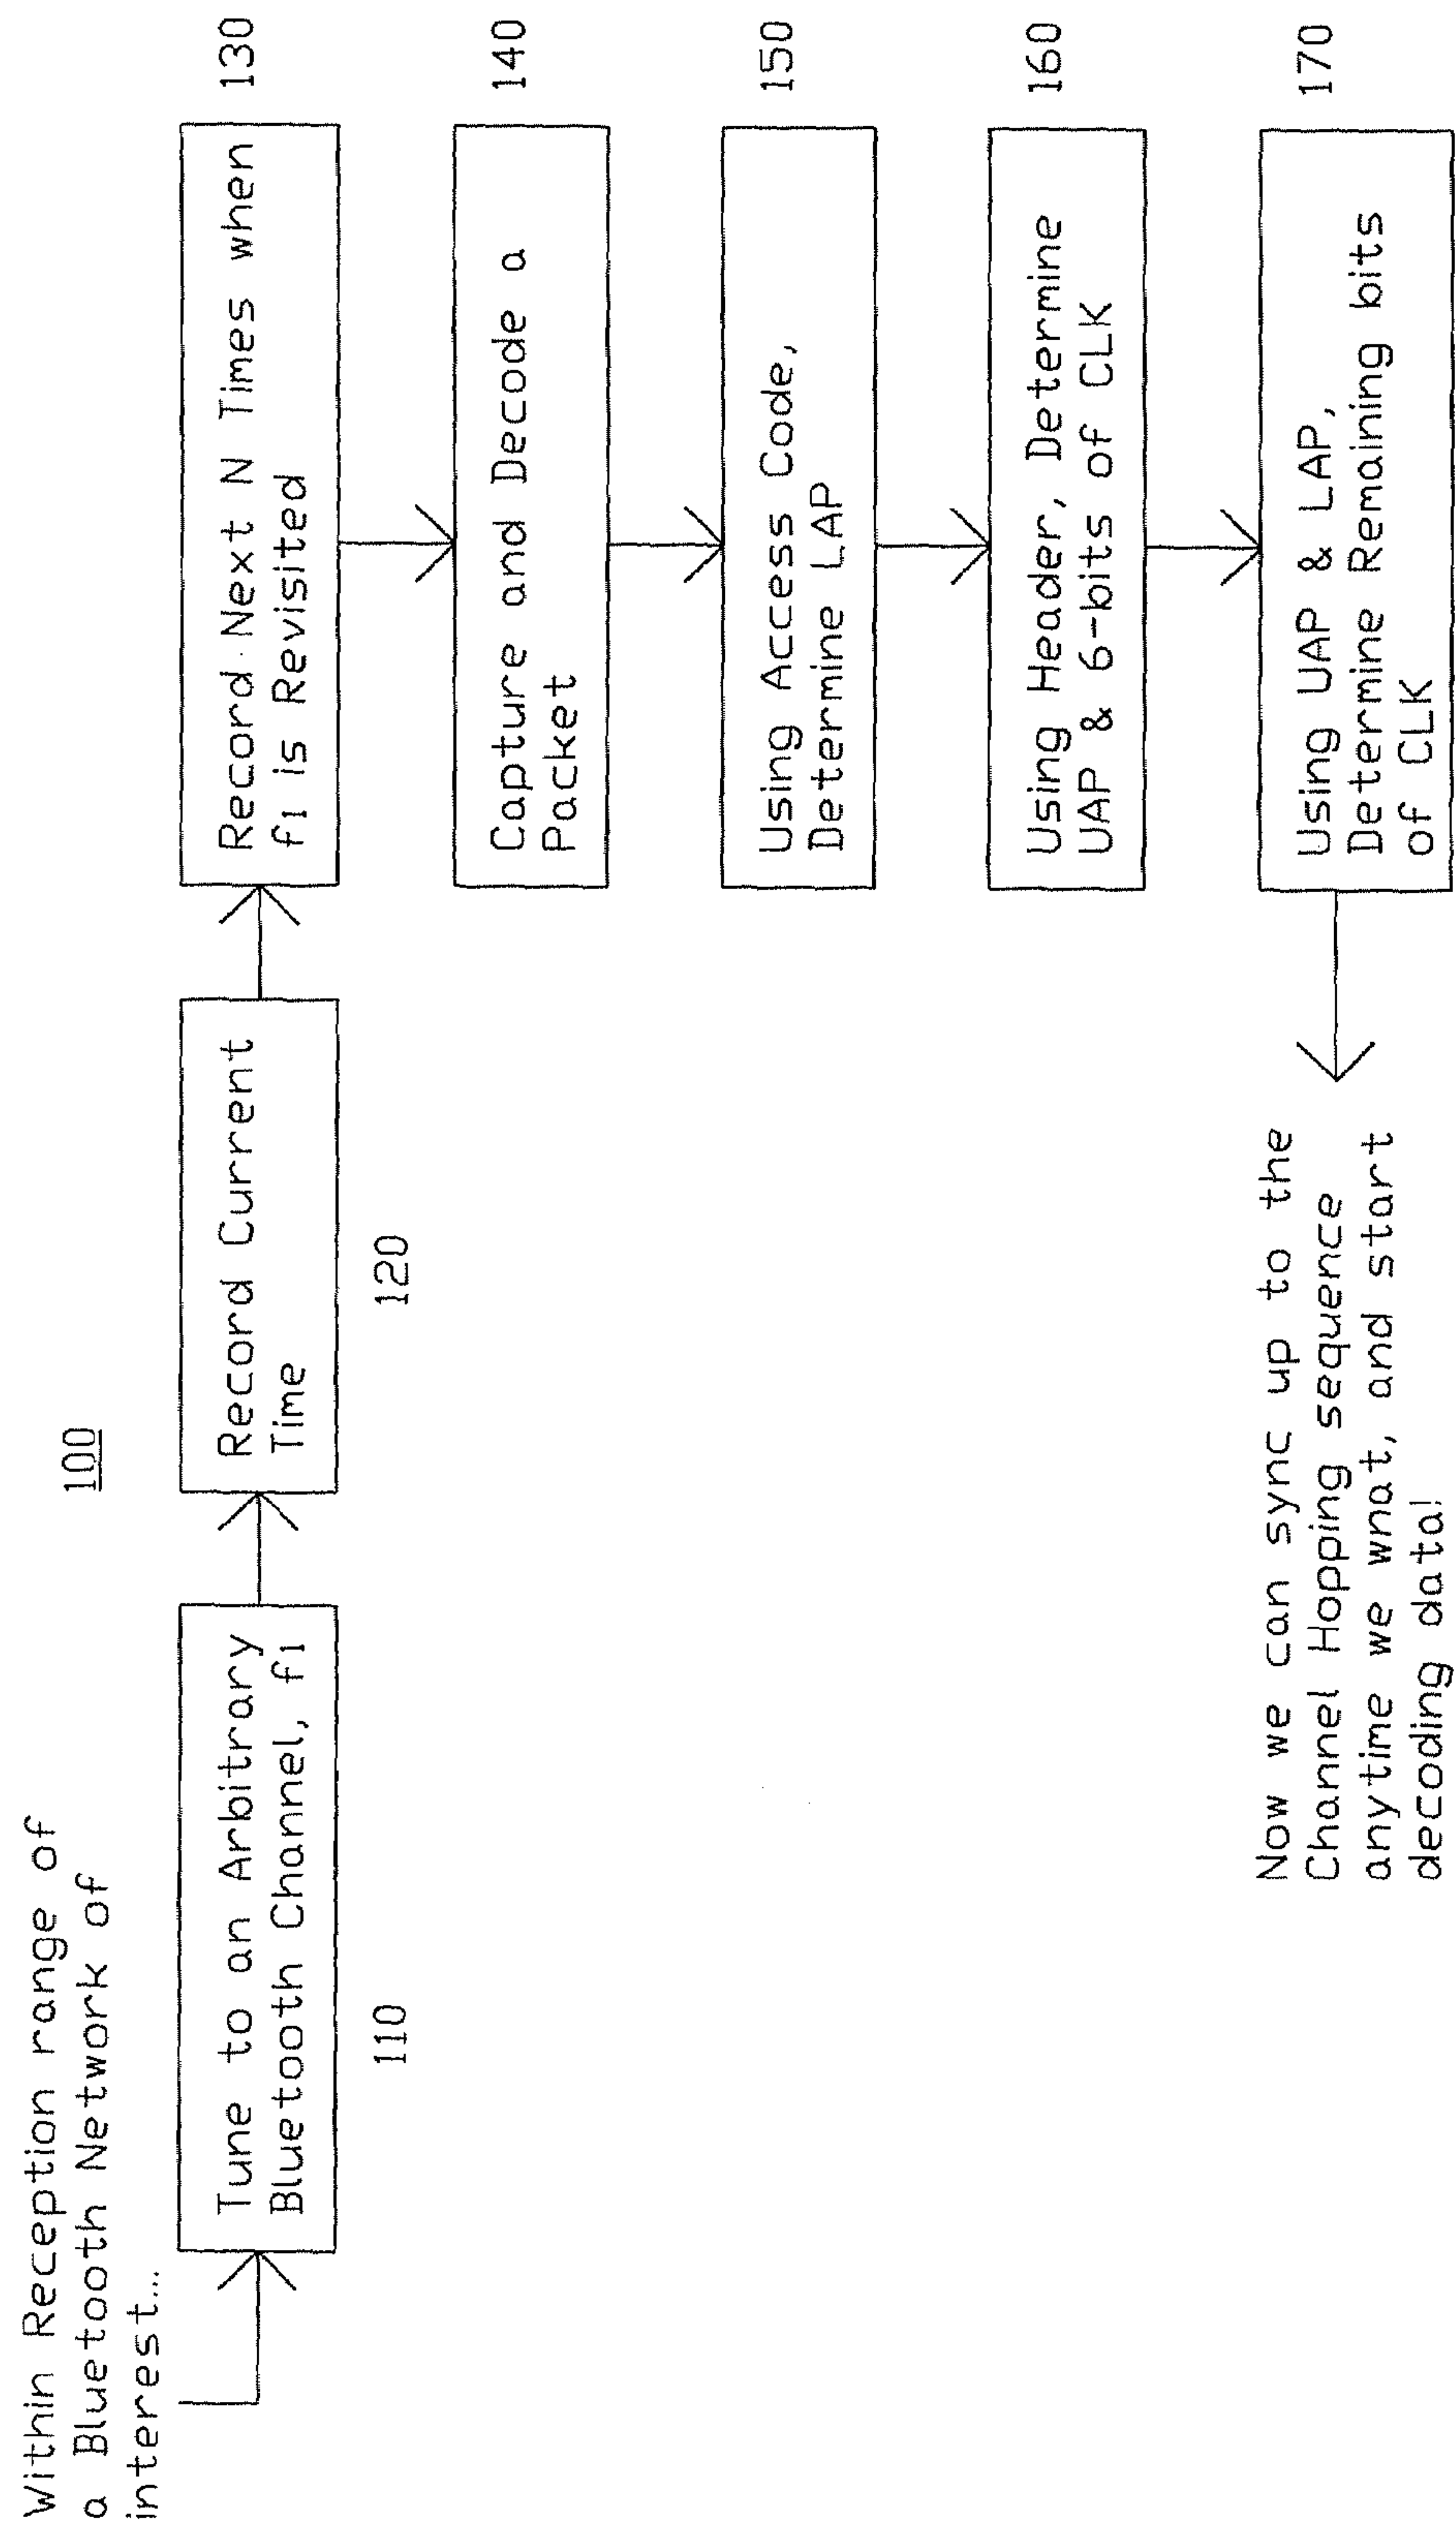 100
Within Reception range of
a Bluetooth Network of
interest...
Tune to an Arbitrary
Bluetooth Channel, f1
110
Record Current
Time
120
Record Next N Times when
f1 is Revisited
130
Capture and Decode a
Packet
140
Using Access Code,
Determine LAP
150
Using Header, Determine
UAP & 6-bits of CLK
160
Using UAP & LAP,
Determine Remaining bits
of CLK
170
Now we can sync up to the
Channel Hopping sequence
anytime we wnat, and start
decoding data!